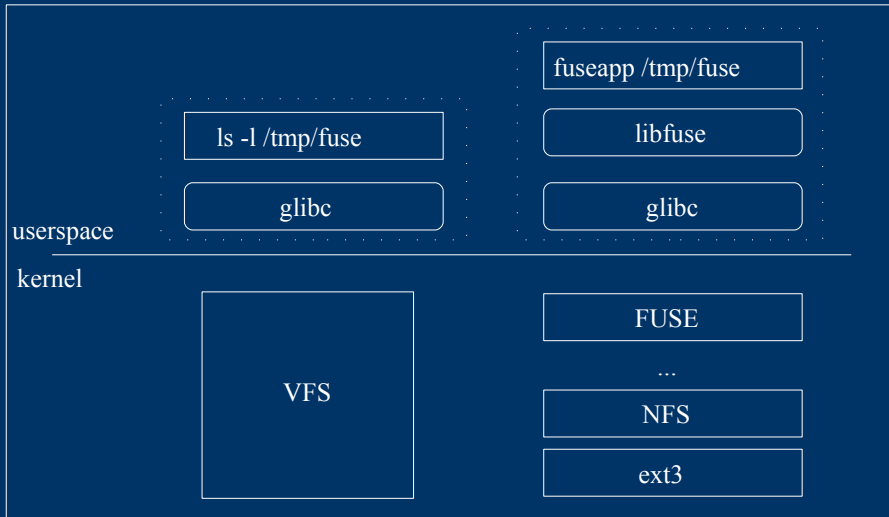 fuseapp /tmp/fuse
ls -l /tmp/fuse
libfuse
glibc
glibc
userspace
kernel
VFS
FUSE
...
NFS
ext3